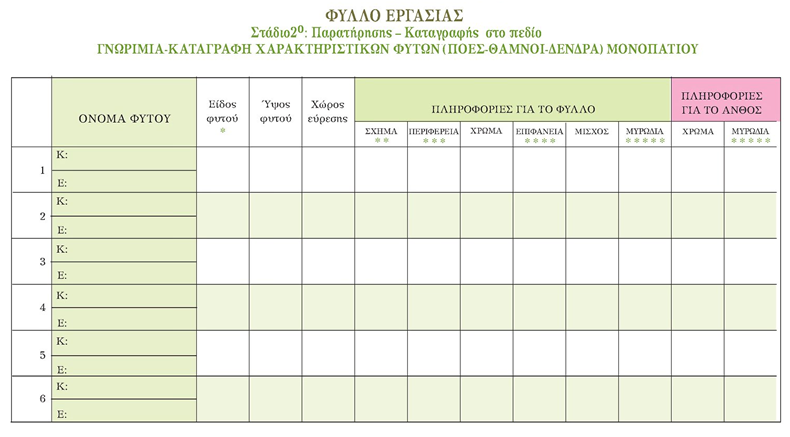 ΦΥΛΛΟ ΕΡΓΑΣΙΑΣ
Στάδιο2º: Παρατήρησης – Καταγραφής στο πεδίο
ΓΝΩΡΙΜΙΑ-ΚΑΤΑΓΡΑΦΗ ΧΑΡΑΚΤΗΡΙΣΤΙΚΩΝ ΦΥΤΩΝ (ΠΟΕΣ-ΘΑΜΝΟΙ-ΔΕΝΔΡΑ) ΜΟΝΟΠΑΤΙΟΥ
ΟΝΟΜΑ ΦΥΤΟΥ
Είδος
φυτού
*
Ύψος
φυτού
Χώρος
εύρεσης
ΠΛΗΡΟΦΟΡΙΕΣ ΓΙΑ ΤΟ ΦΥΛΛΟ
ΠΛΗΡΟΦΟΡΙΕΣ
ΓΙΑ ΤΟ ΑΝΘΟΣ
ΣΧΗΜΑ
* *
ΠΕΡΙΦΕΡΕΙΑ
* * *
ΧΡΩΜΑ
ΕΠΙΦΑΝΕΙΑ
* * * *
ΜΙΣΧΟΣ
ΜΥΡΩΔΙΑ
* * * * *
ΧΡΩΜΑ
ΜΥΡΩΔΙΑ
* * * * *
1
Κ:
Ε:
2
Κ:
Ε:
3
Κ:
Ε:
4
Κ:
Ε:
5
Κ:
Ε:
6
Κ:
Ε: